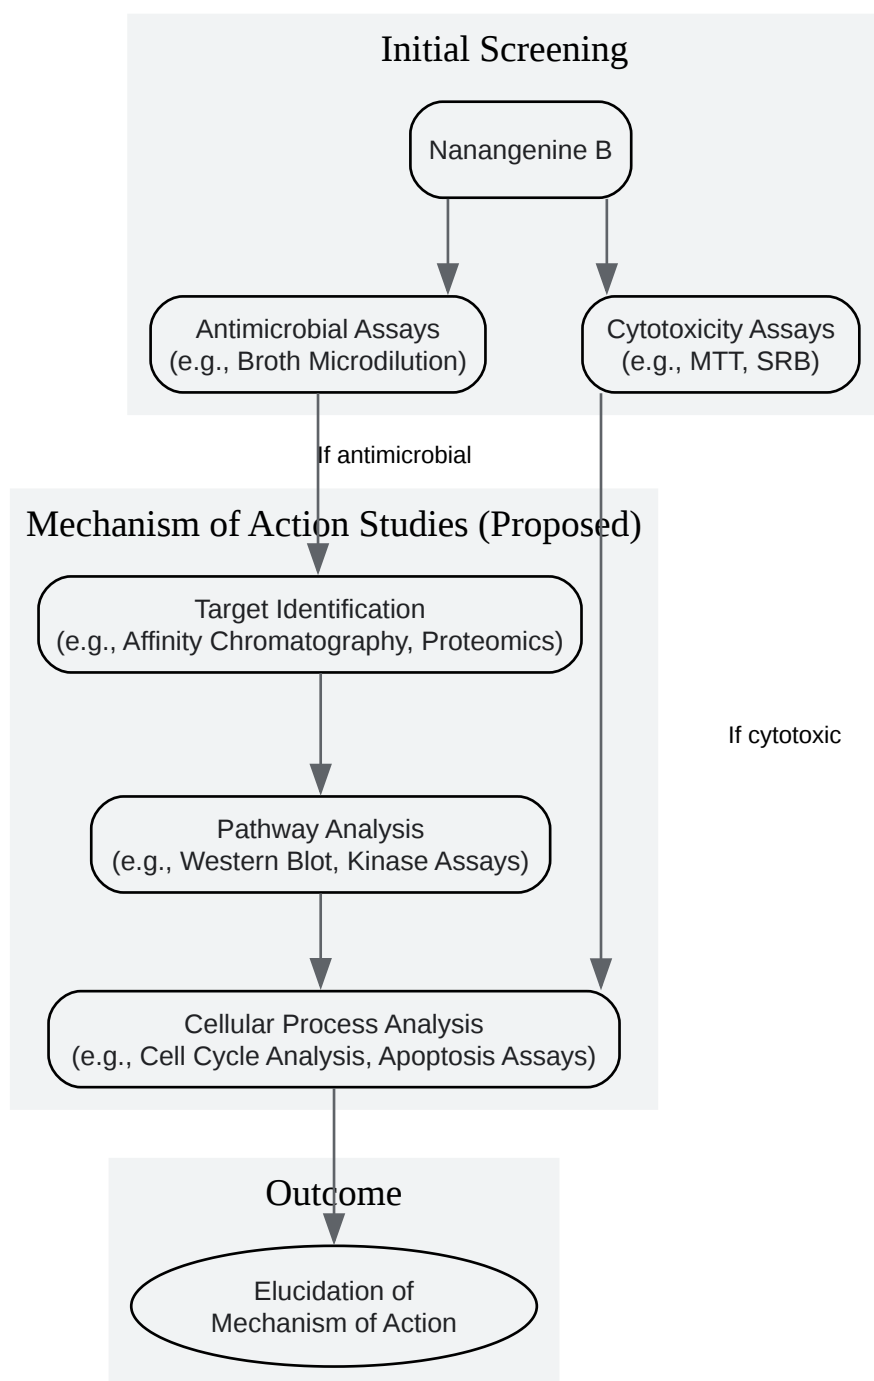 Initial Screening
Nanangenine B
Antimicrobial Assays
(e.g., Broth Microdilution)
Cytotoxicity Assays
(e.g., MTT, SRB)
If antimicrobial
Mechanism of Action Studies (Proposed)
Target Identification
(e.g., Affinity Chromatography, Proteomics)
If cytotoxic
Pathway Analysis
(e.g., Western Blot, Kinase Assays)
Cellular Process Analysis
(e.g., Cell Cycle Analysis, Apoptosis Assays)
Outcome
Elucidation of
Mechanism of Action